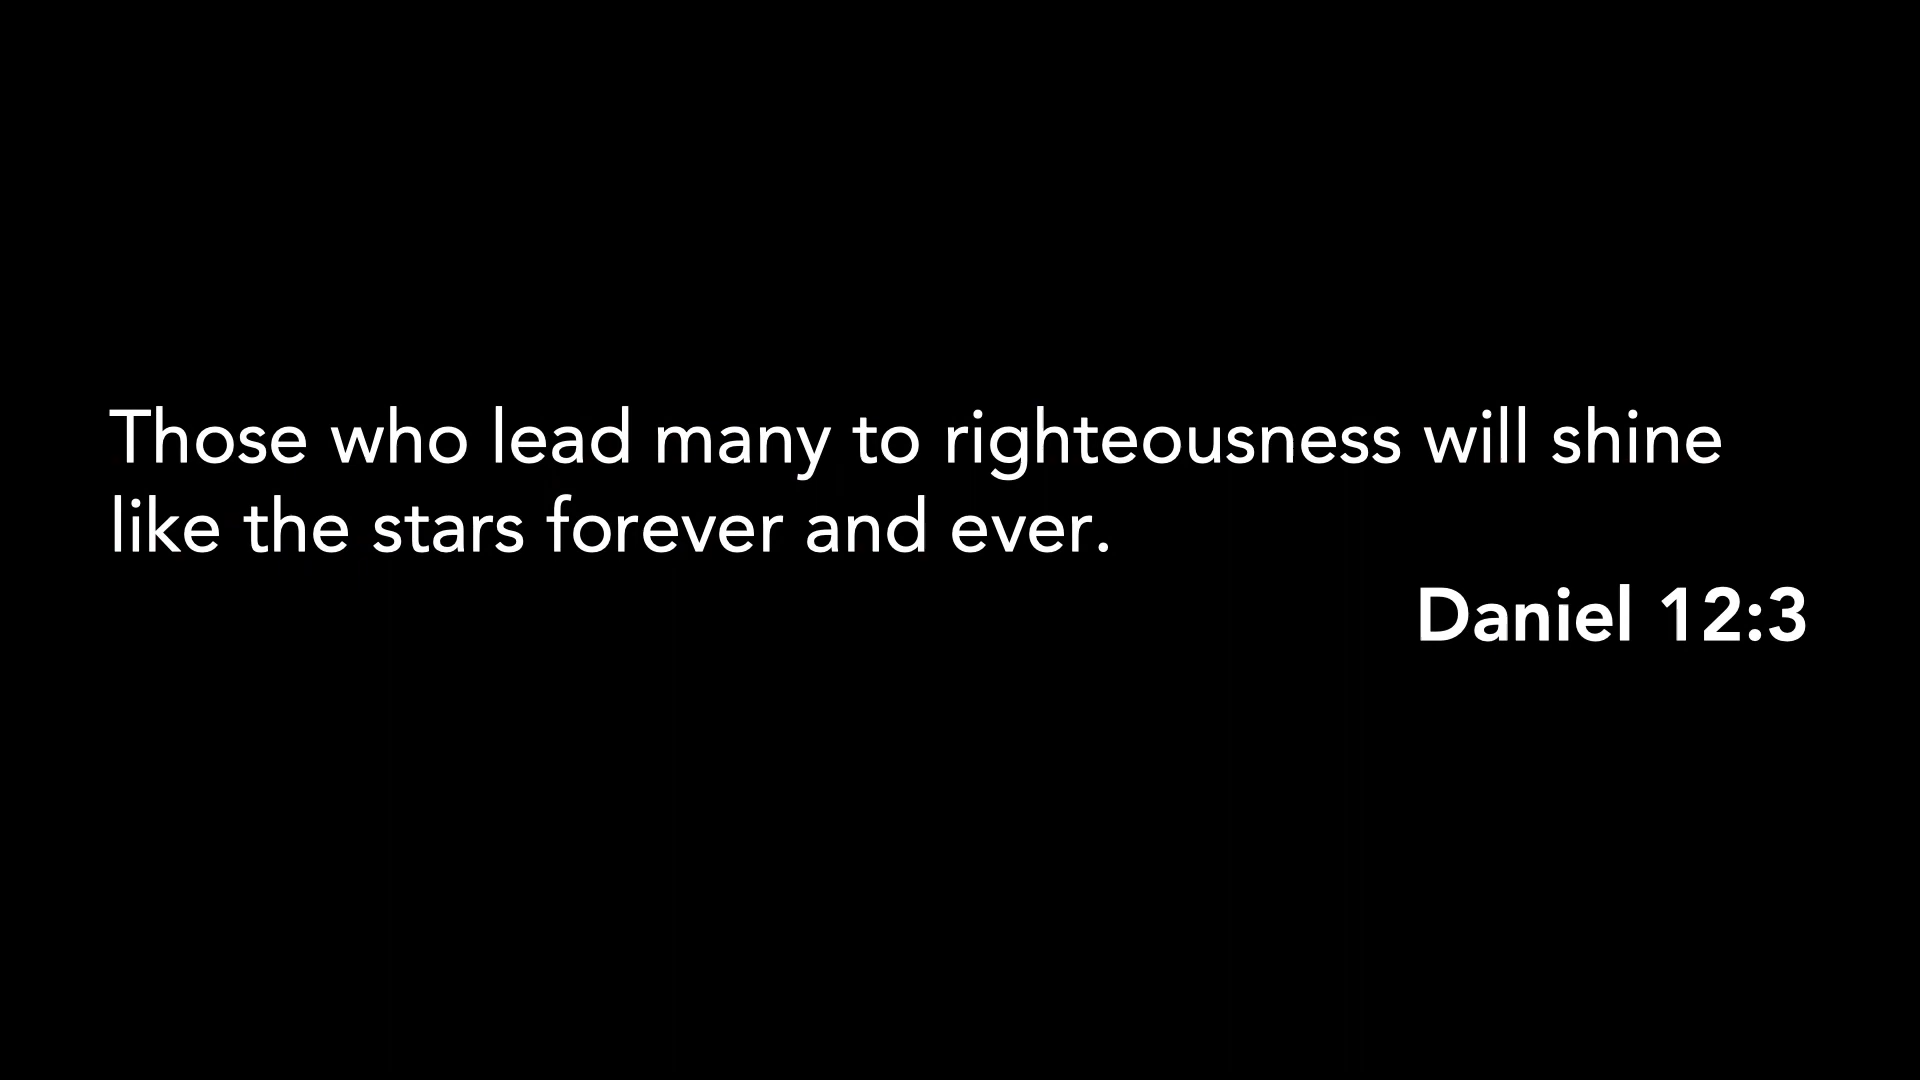 Those who lead many to righteousness will shine
like the stars forever and ever.
Daniel 12:3